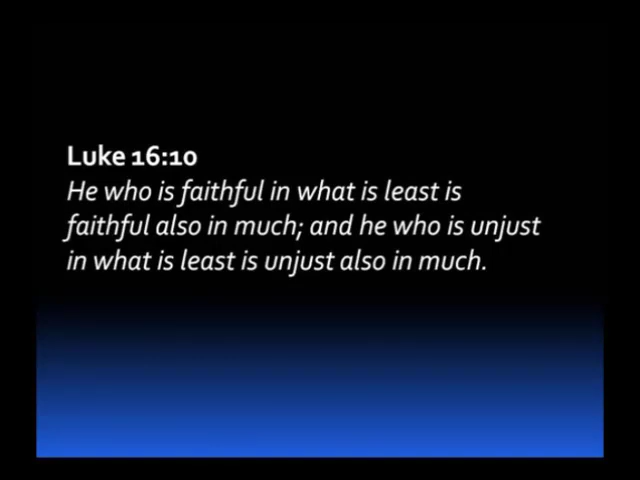 Luke 16:10
He who is faithful in what is least is
faithful also in much; and he who is unjust
in what is least is unjust also in much.